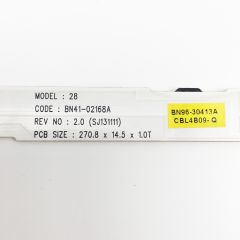 MODEL : 28
CODE : BN41-02168A
REV NO : 2.0 (SJ131111)
PCB SIZE : 270.8 x 14.5 x 1.0T
BN96-30413A
CBL4B09-Q